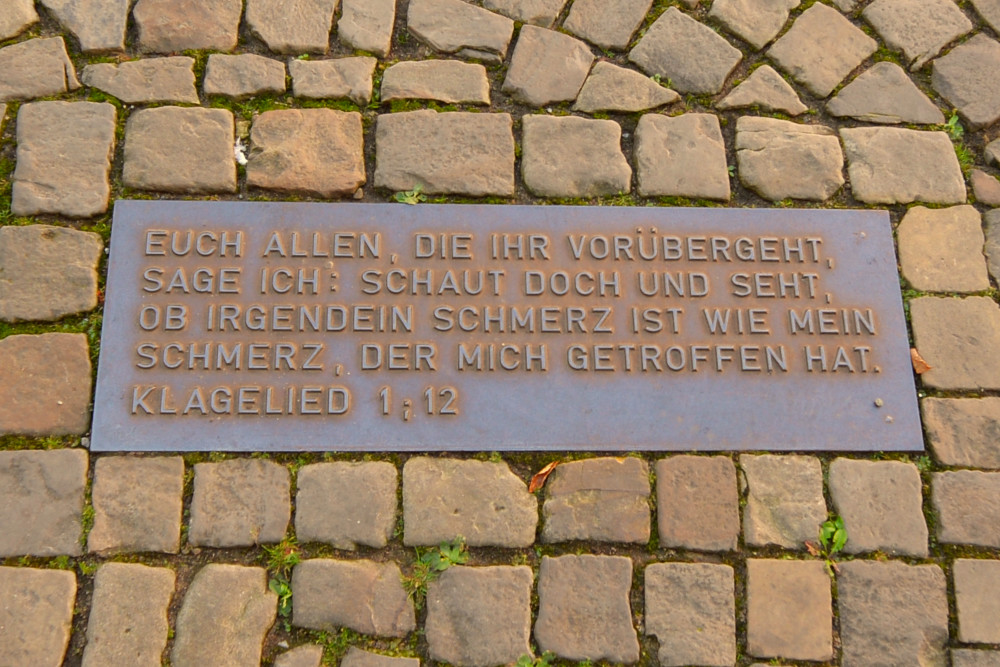 EUCH ALLEN, DIE IHR VORÜBERGEHT,
SAGE ICH: SCHAUT DOCH UND SEHT,
OB IRGENDEIN SCHMERZ IST WIE MEIN
SCHMERZ, DER MICH GETROFFEN HAT.
KLAGELIED 1; 12